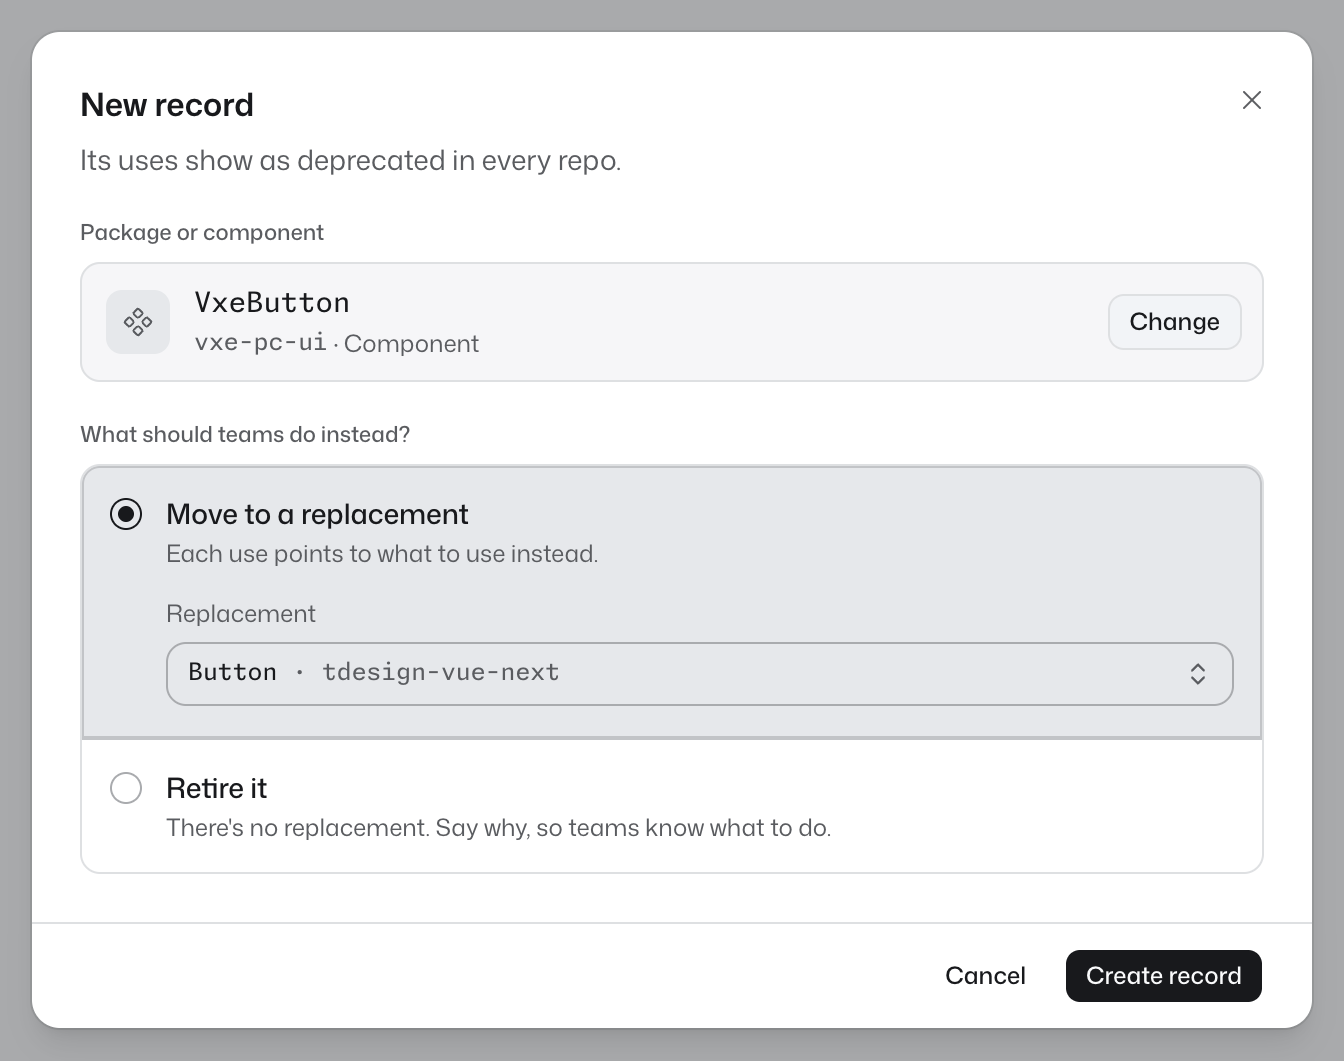 New record
Its uses show as deprecated in every repo.
Package or component
VxeButton
vxe-pc-ui · Component
Change
What should teams do instead?
Move to a replacement
Each use points to what to use instead.
Replacement
Button · tdesign-vue-next
Retire it
There's no replacement. Say why, so teams know what to do.
Cancel
Create record